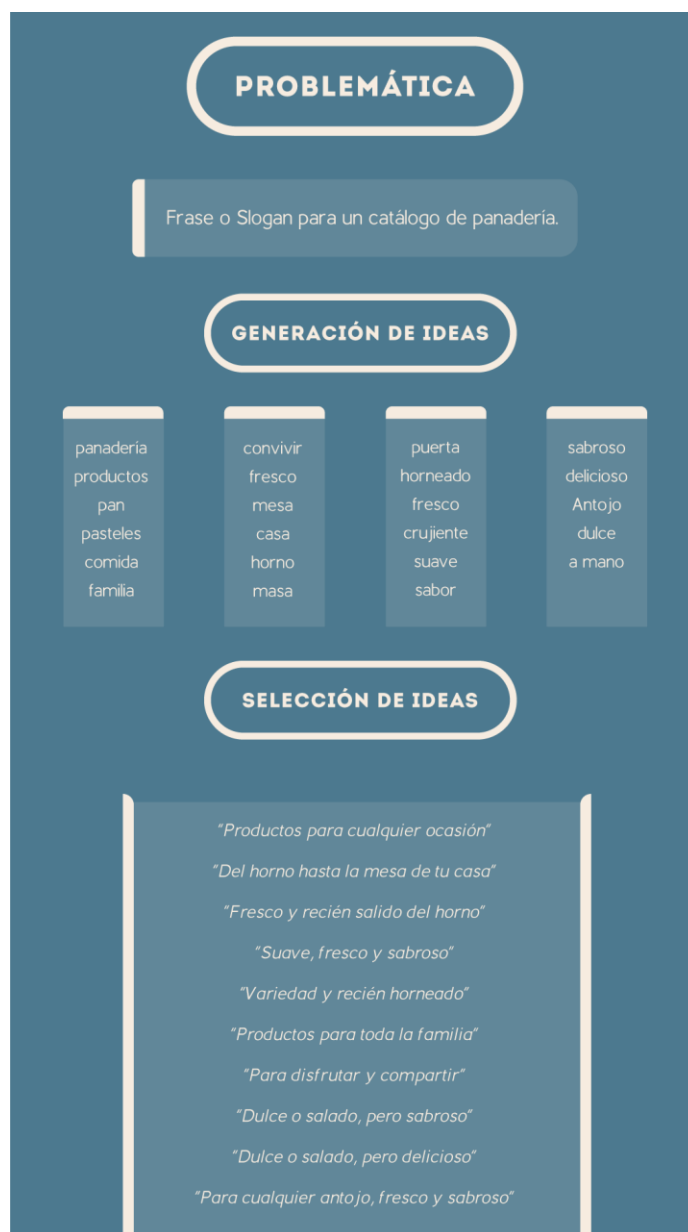 PROBLEMÁTICA
Frase o Slogan para un catálogo de panadería.
GENERACIÓN DE IDEAS
panaderia
productos
pan
pasteles
comida
familia
convivir
fresco
mesa
casa
horno
masa
puerta
horneado
fresco
crujiente
suave
sabor
sabroso
delicioso
Antojo
dulce
a mano
SELECCIÓN DE IDEAS
"Productos para cualquier ocasión"
"Del horno hasta la mesa de tu casa"
"Fresco y recién salido del horno"
"Suave, fresco y sabroso"
"Variedad y recién horneado"
"Productos para toda la familia"
"Para disfrutar y compartir"
"Dulce o salado, pero sabroso"
"Dulce o salado, pero delicioso"
"Para cualquier antojo, fresco y sabroso"